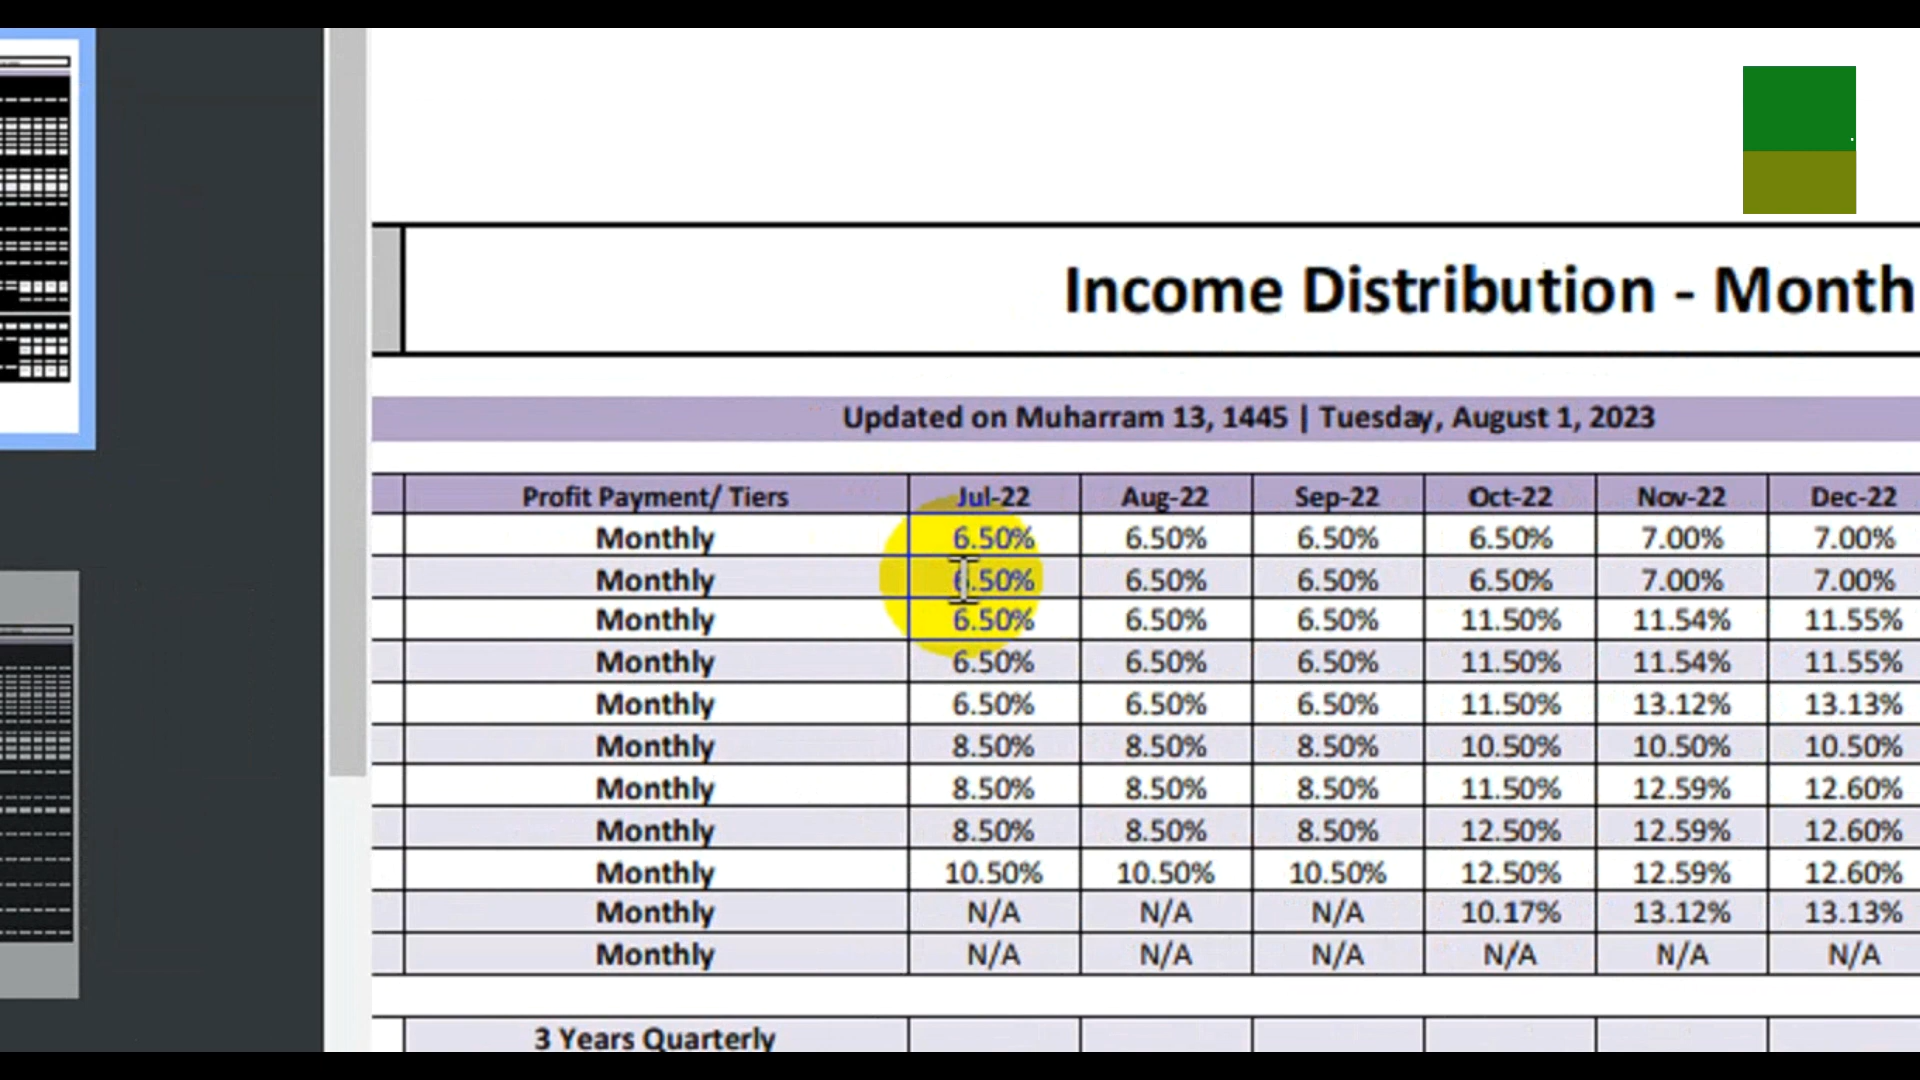 Income Distribution - Month
Updated on Muharram 13, 1445 | Tuesday, August 1, 2023
Profit Payment/ Tiers Jul-22 Aug-22 Sep-22 Oct-22 Nov-22 Dec-22
Monthly 6.50% 6.50% 6.50% 6.50% 7.00% 7.00%
Monthly 6.50% 6.50% 6.50% 6.50% 7.00% 7.00%
Monthly 6.50% 6.50% 6.50% 11.50% 11.54% 11.55%
Monthly 6.50% 6.50% 6.50% 11.50% 11.54% 11.55%
Monthly 6.50% 6.50% 6.50% 11.50% 13.12% 13.13%
Monthly 8.50% 8.50% 8.50% 10.50% 10.50% 10.50%
Monthly 8.50% 8.50% 8.50% 11.50% 12.59% 12.60%
Monthly 8.50% 8.50% 8.50% 12.50% 12.59% 12.60%
Monthly 10.50% 10.50% 10.50% 12.50% 12.59% 12.60%
Monthly N/A N/A N/A 10.17% 13.12% 13.13%
Monthly N/A N/A N/A N/A N/A N/A
3 Years Quarterly